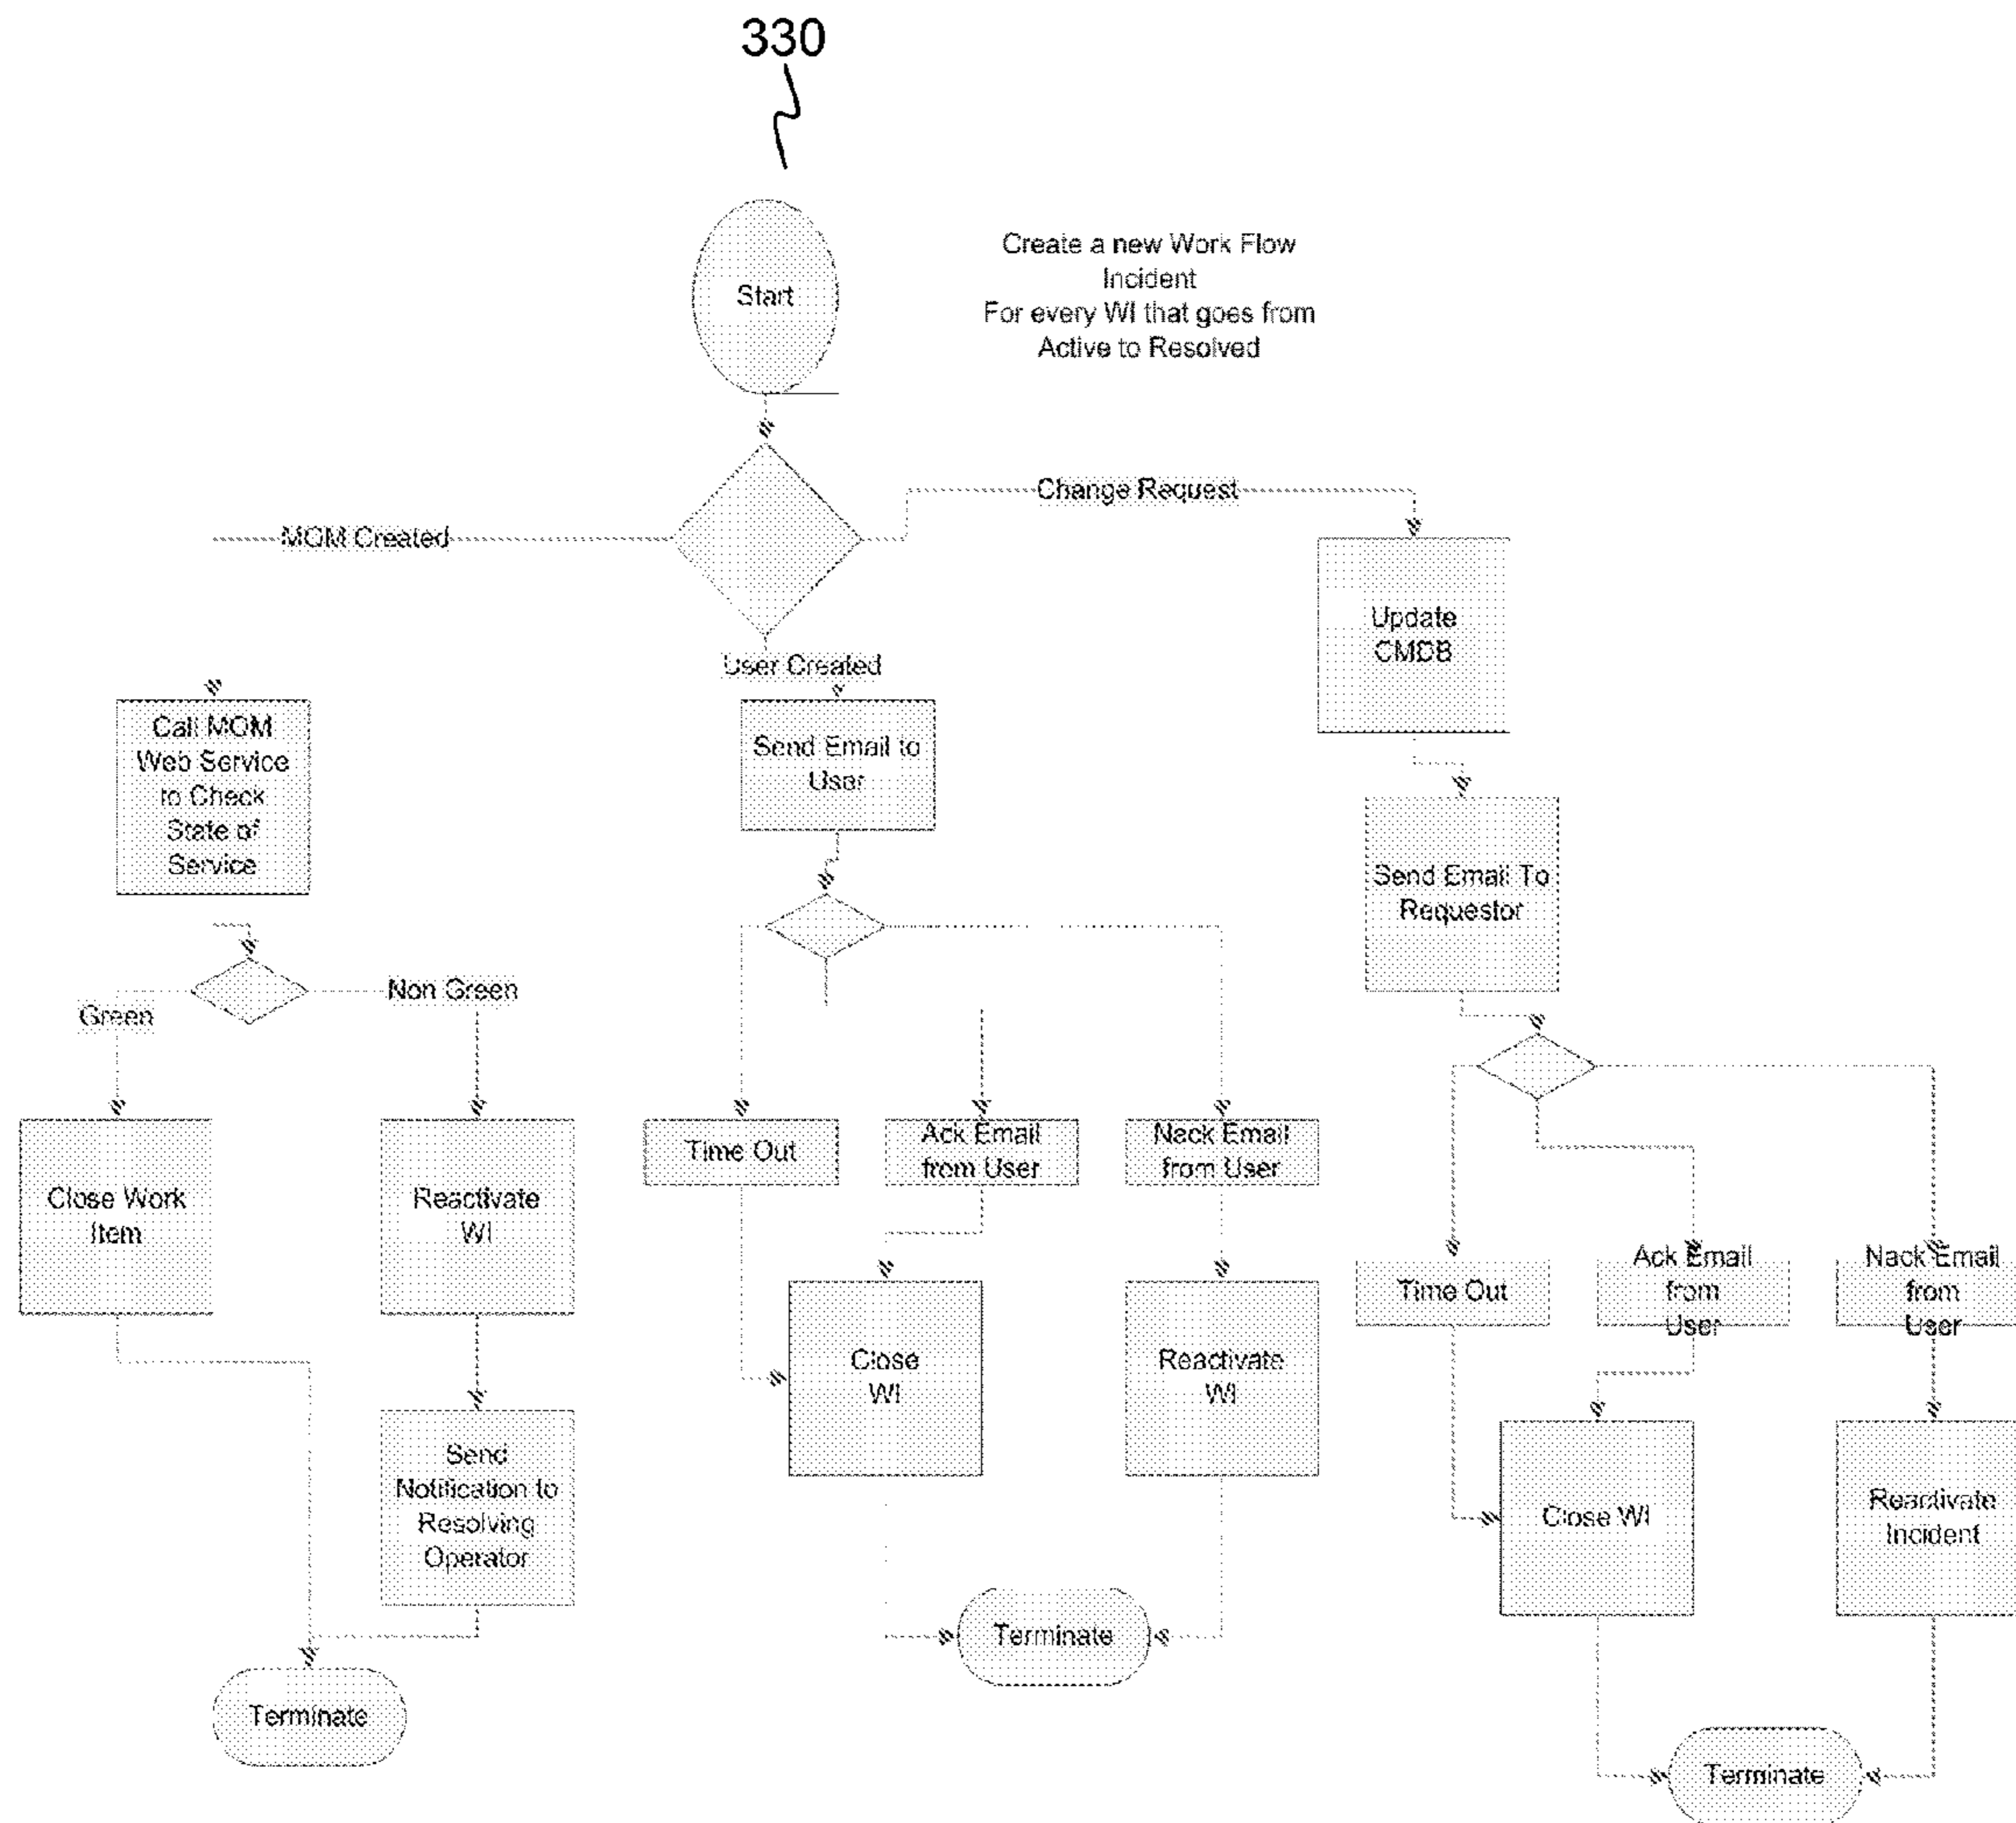 330
Start
Create a new Work Flow
Incident
For every WI that goes from
Active to Resolved
Change Request
MOM Created
User Created
Update
CMDB
Call MOM
Web Service
to Check
State of
Service
Send Email to
User
Send Email To
Requestor
Green
Non Green
Close Work
Item
Reactivate
WI
Time Out
Ack Email
from User
Nack Email
from User
Time Out
Ack Email
from
User
Nack Email
from
User
Close
WI
Reactivate
WI
Send
Notification to
Resolving
Operator
Close WI
Reactivate
Incident
Terminate
Terminate
Terminate